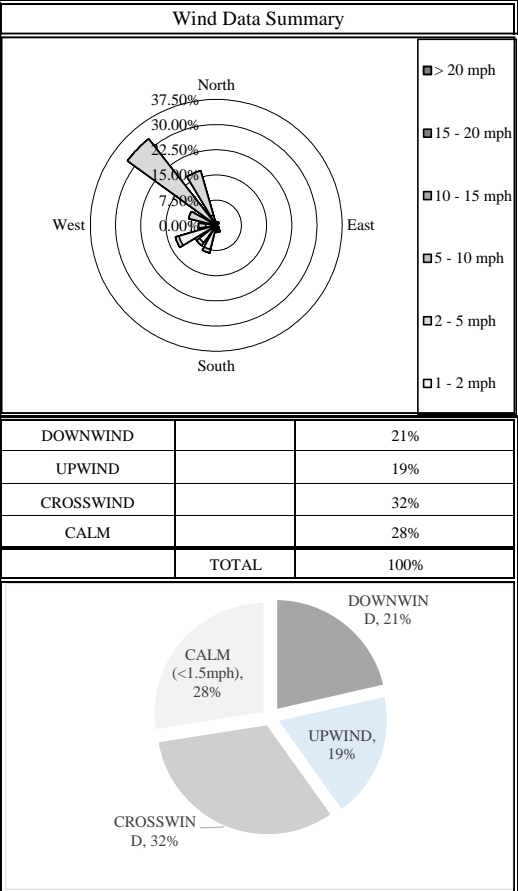 Wind Data Summary
North
37.50%
30.00%
22.50%
15.00%
7.50%
0.00%
West
East
South
> 20 mph
15 - 20 mph
10 - 15 mph
5 - 10 mph
2 - 5 mph
1 - 2 mph
DOWNWIND 21%
UPWIND 19%
CROSSWIND 32%
CALM 28%
TOTAL 100%
DOWNWIN
D, 21%
CALM
(<1.5mph),
28%
UPWIND,
19%
CROSSWIN
D, 32%